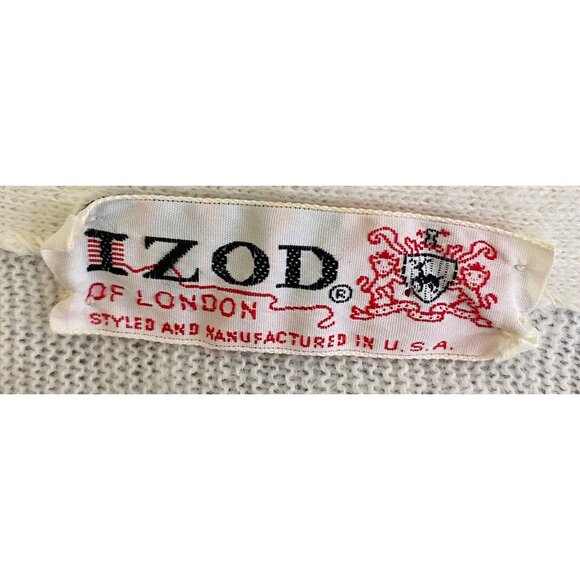 IZOD®
OF LONDON
STYLED AND MANUFACTURED IN U.S.A.